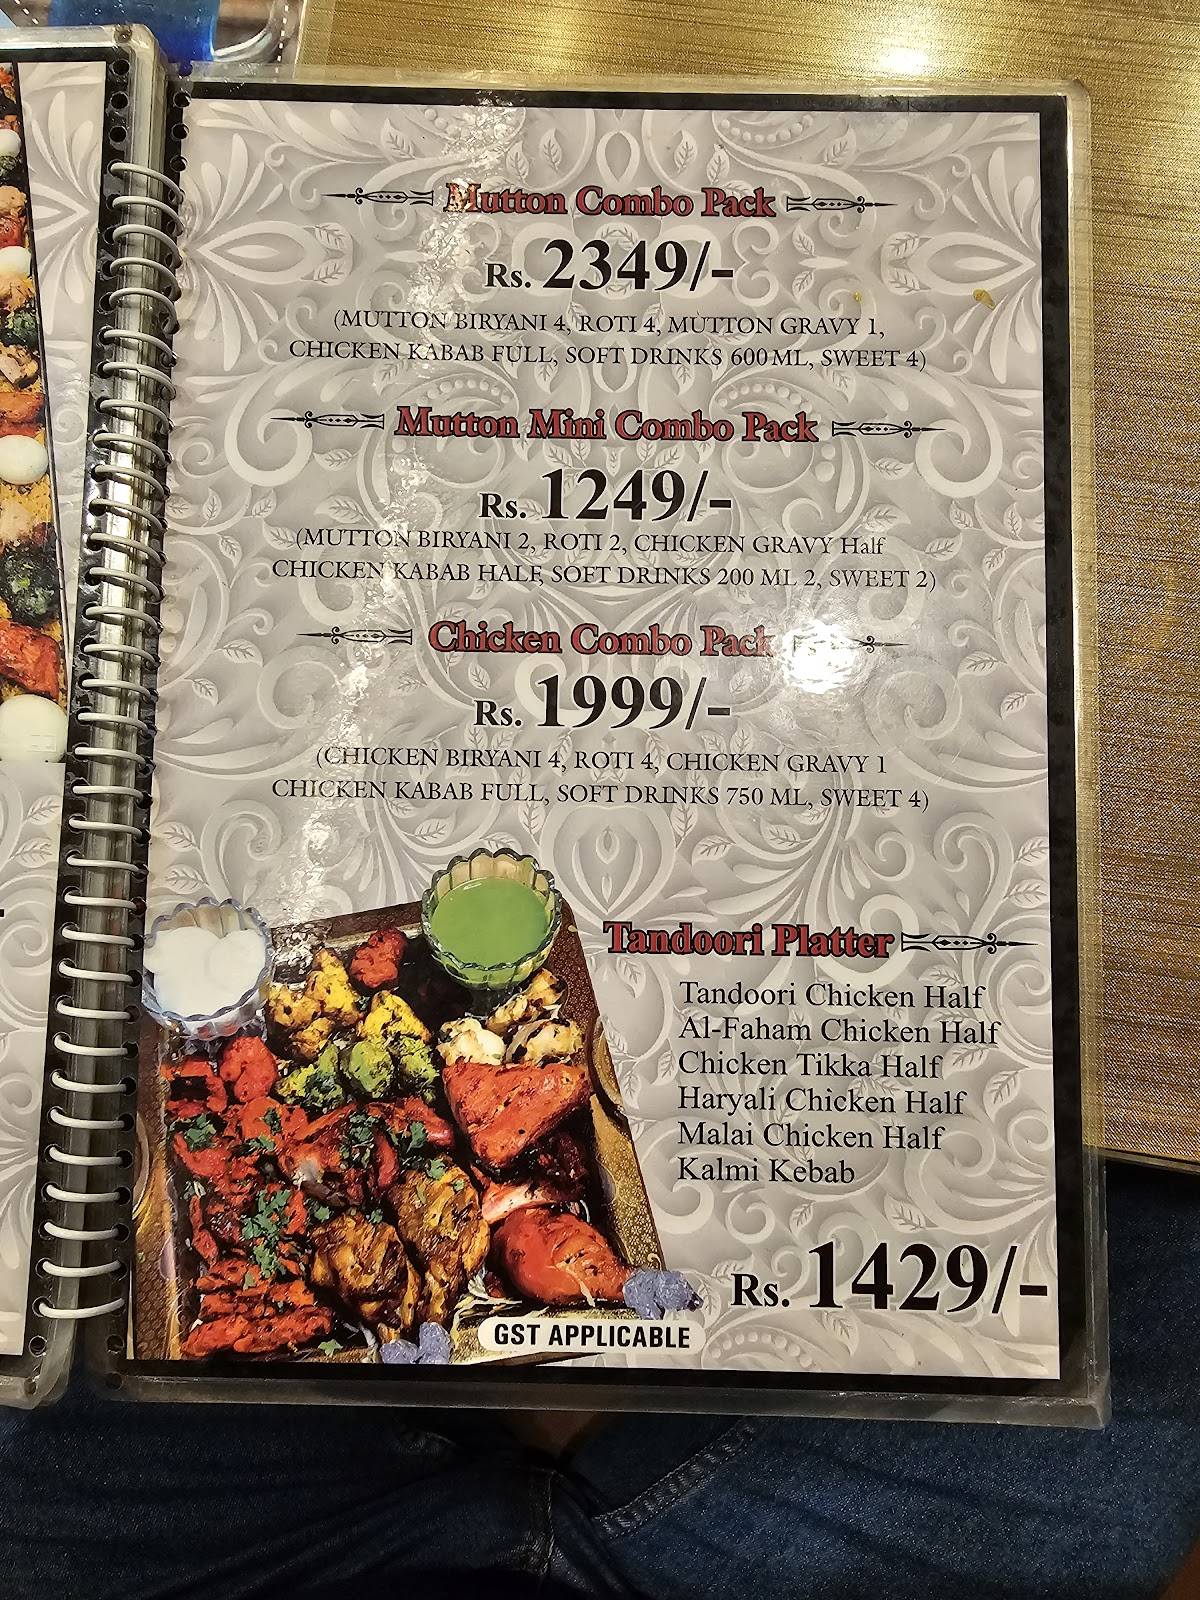 Mutton Combo Pack
Rs. 2349/-
(MUTTON BIRYANI 4, ROTI 4, MUTTON GRAVY 1,
CHICKEN KABAB FULL, SOFT DRINKS 600 ML, SWEET 4)
Mutton Mini Combo Pack
Rs. 1249/-
(MUTTON BIRYANI 2, ROTI 2, CHICKEN GRAVY Half
CHICKEN KABAB HALF, SOFT DRINKS 200 ML 2, SWEET 2)
Chicken Combo Pack
Rs. 1999/-
(CHICKEN BIRYANI 4, ROTI 4, CHICKEN GRAVY 1
CHICKEN KABAB FULL, SOFT DRINKS 750 ML, SWEET 4)
Tandoori Platter
Tandoori Chicken Half
Al-Faham Chicken Half
Chicken Tikka Half
Haryali Chicken Half
Malai Chicken Half
Kalmi Kebab
Rs. 1429/-
GST APPLICABLE